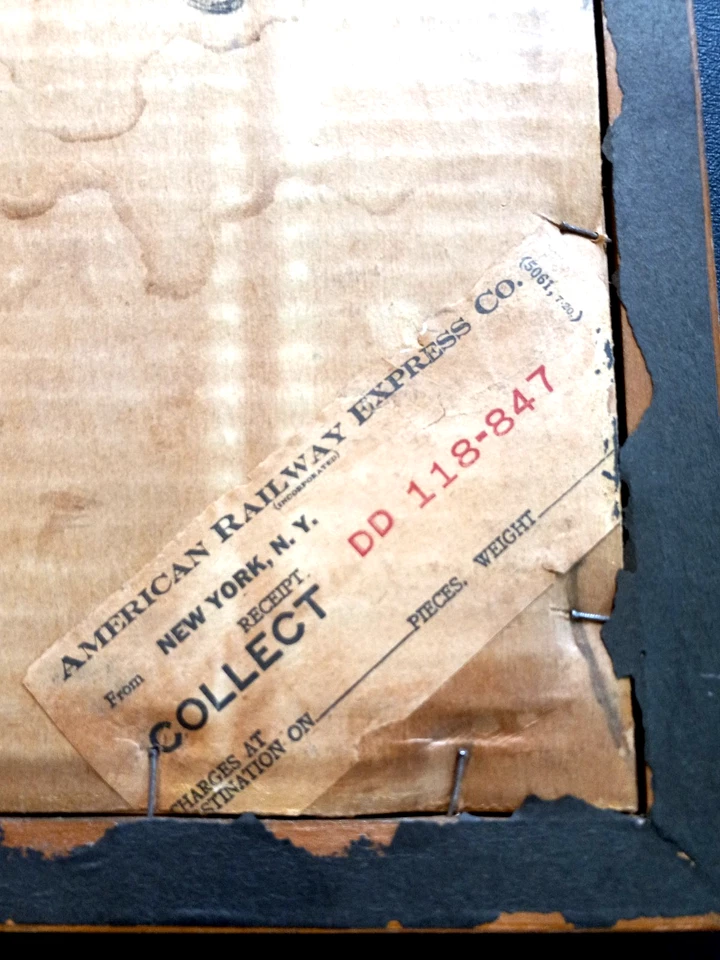 AMERICAN RAILWAY EXPRESS CO. (5061, 7-20.)
(INCORPORATED)
From NEW YORK, N. Y.
RECEIPT. DD 118-847
COLLECT
CHARGES AT
STINATION ON PIECES. WEIGHT